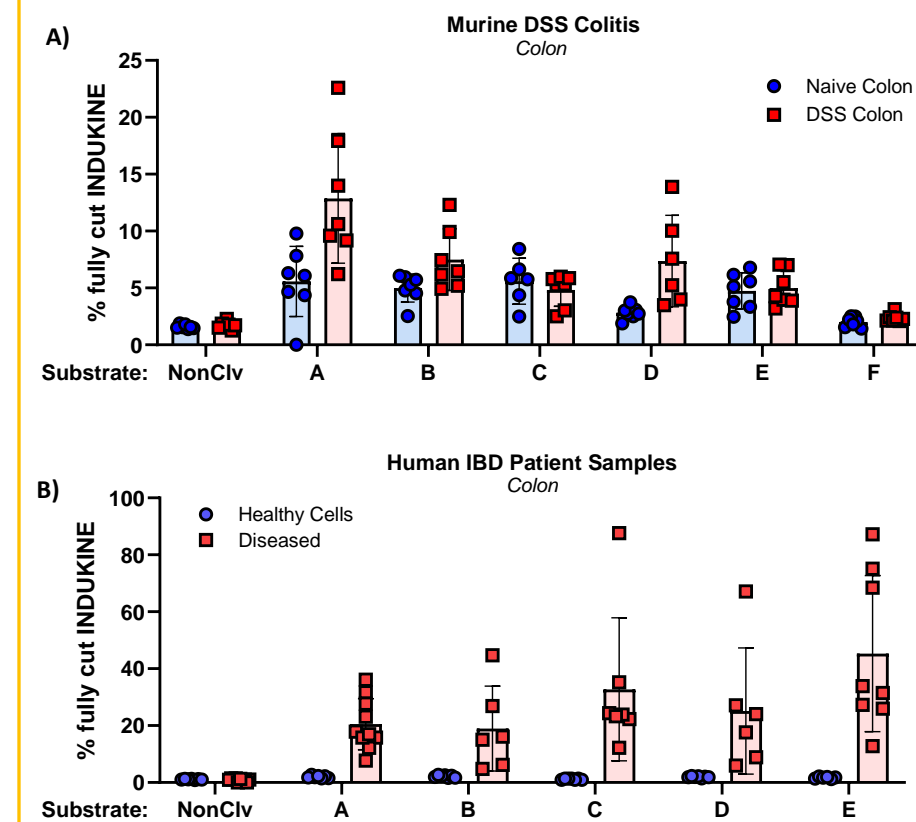 A)
Murine DSS Colitis
Colon
% fully cut INDUKINE
25
20
15
10
5
0
Naive Colon
DSS Colon
Substrate: NonClv A B C D E F
B)
Human IBD Patient Samples
Colon
% fully cut INDUKINE
100
80
60
40
20
0
Healthy Cells
Diseased
Substrate: NonClv A B C D E